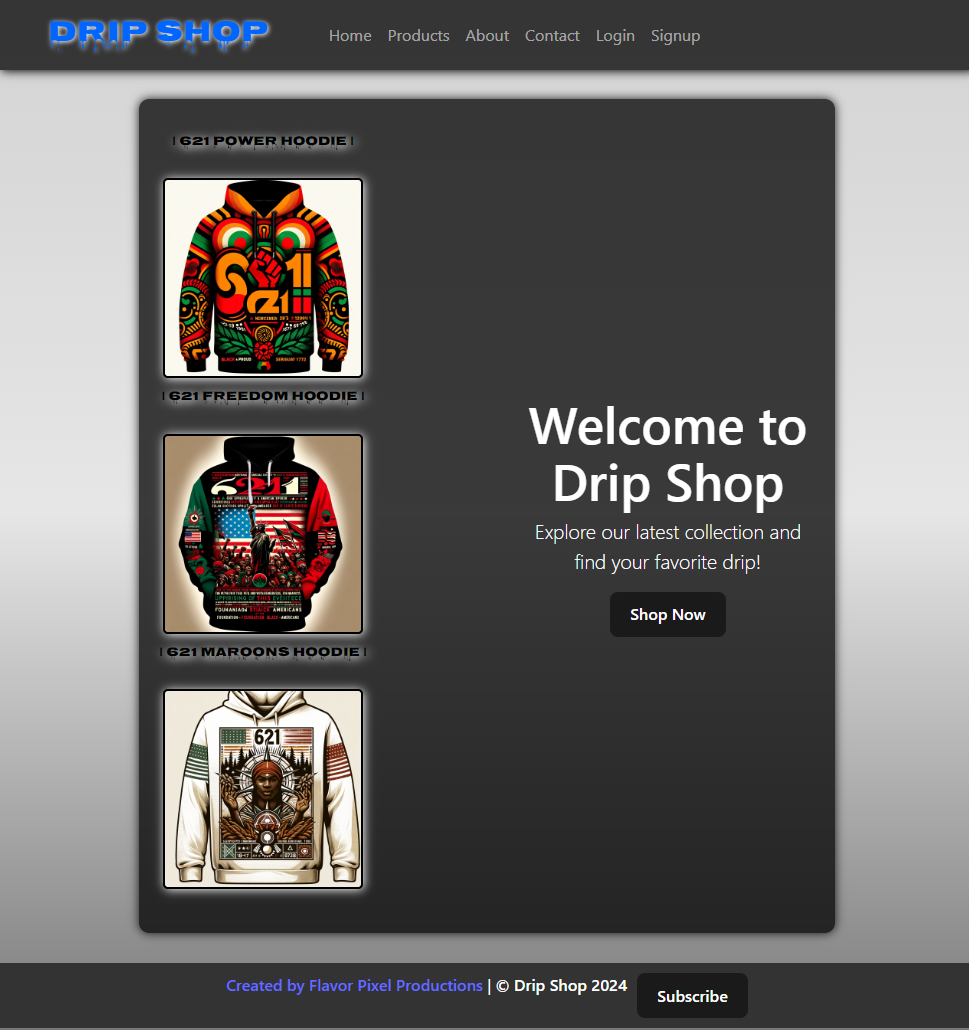 DRIP SHOP
Home Products About Contact Login Signup
| 621 POWER HOODIE |
621
| 621 FREEDOM HOODIE |
| 621 MAROONS HOODIE |
621
Welcome to
Drip Shop
Explore our latest collection and
find your favorite drip!
Shop Now
Created by Flavor Pixel Productions | © Drip Shop 2024
Subscribe